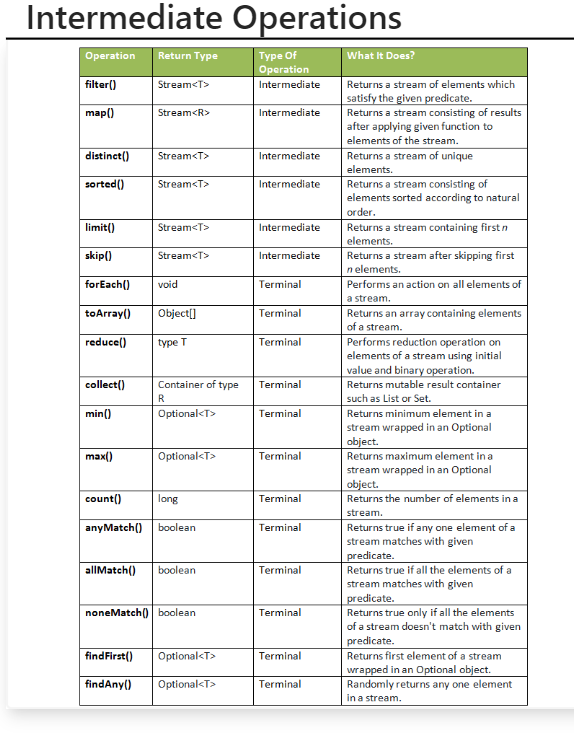 Intermediate Operations
Operation Return Type Type Of What It Does?
Operation
filter() Stream<T> Intermediate Returns a stream of elements which
satisfy the given predicate.
map() Stream<R> Intermediate Returns a stream consisting of results
after applying given function to
elements of the stream.
distinct() Stream<T> Intermediate Returns a stream of unique
elements.
sorted() Stream<T> Intermediate Returns a stream consisting of
elements sorted according to natural
order.
limit() Stream<T> Intermediate Returns a stream containing first n
elements.
skip() Stream<T> Intermediate Returns a stream after skipping first
n elements.
forEach() void Terminal Performs an action on all elements of
a stream.
toArray() Object[] Terminal Returns an array containing elements
of a stream.
reduce() type T Terminal Performs reduction operation on
elements of a stream using initial
value and binary operation.
collect() Container of type Terminal Returns mutable result container
R such as List or Set.
min() Optional<T> Terminal Returns minimum element in a
stream wrapped in an Optional
object.
max() Optional<T> Terminal Returns maximum element in a
stream wrapped in an Optional
object.
count() long Terminal Returns the number of elements in a
stream.
anyMatch() boolean Terminal Returns true if any one element of a
stream matches with given
predicate.
allMatch() boolean Terminal Returns true if all the elements of a
stream matches with given
predicate.
noneMatch() boolean Terminal Returns true only if all the elements
of a stream doesn't match with given
predicate.
findFirst() Optional<T> Terminal Returns first element of a stream
wrapped in an Optional object.
findAny() Optional<T> Terminal Randomly returns any one element
in a stream.